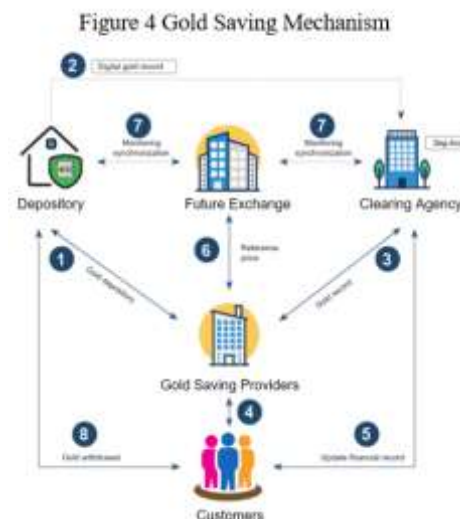 Figure 4 Gold Saving Mechanism
2
Digital gold record
7
Monitoring
synchronization
7
Monitoring
synchronization
Depository
Future Exchange
Clearing Agency
1
Gold depository
6
Reference
price
3
Gold record
Gold Saving Providers
4
8
Gold withdrawal
5
Update financial record
Customers